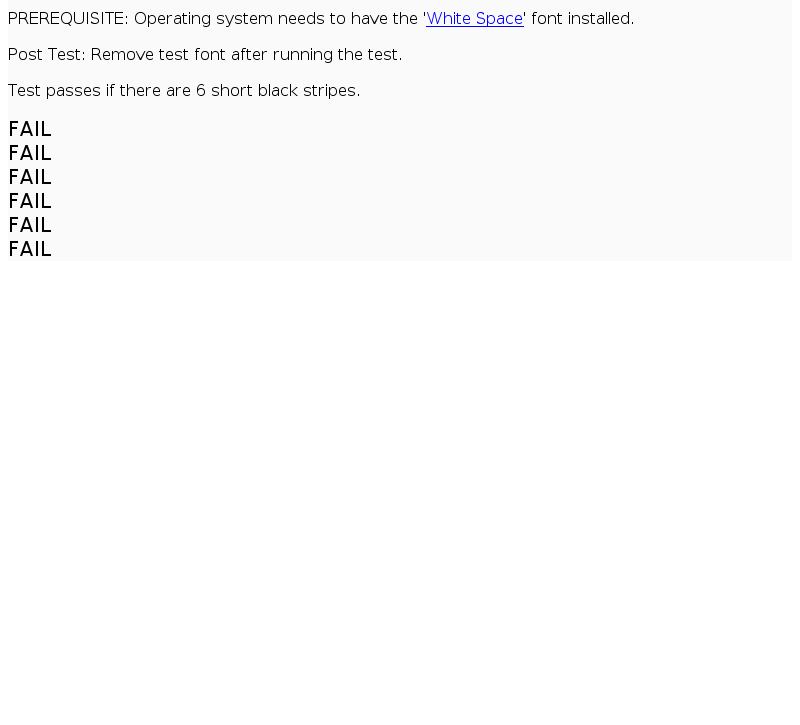 PREREQUISITE: Operating system needs to have the 'White Space' font installed.
Post Test: Remove test font after running the test.
Test passes if there are 6 short black stripes.
FAIL
FAIL
FAIL
FAIL
FAIL
FAIL